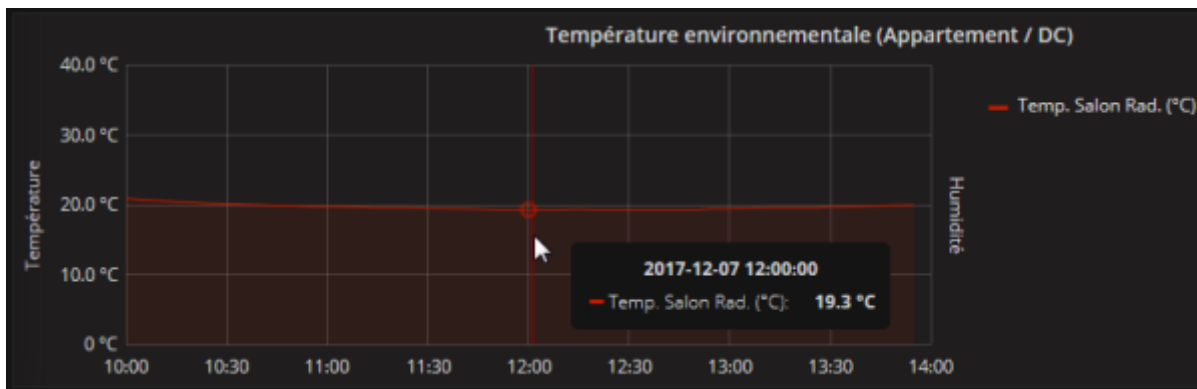 Température environnementale (Appartement / DC)
40.0 °C
30.0 °C
20.0 °C
10.0 °C
0 °C
Température
Humidité
Temp. Salon Rad. (°C)
2017-12-07 12:00:00
Temp. Salon Rad. (°C): 19.3 °C
10:00 10:30 11:00 11:30 12:00 12:30 13:00 13:30 14:00